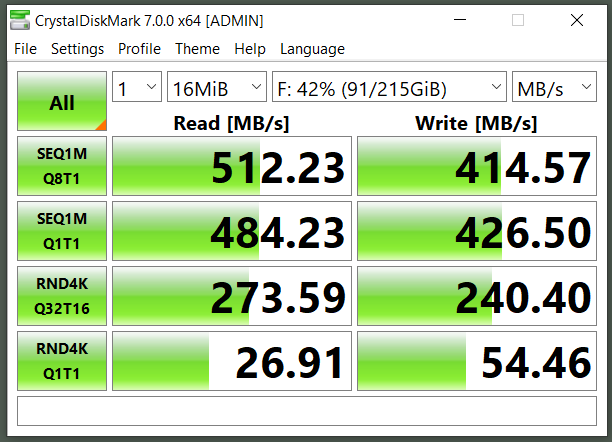 CrystalDiskMark 7.0.0 x64 [ADMIN]
File Settings Profile Theme Help Language
All 1 16MiB F: 42% (91/215GiB) MB/s
Read [MB/s] Write [MB/s]
SEQ1M
Q8T1
512.23 414.57
SEQ1M
Q1T1
484.23 426.50
RND4K
Q32T16
273.59 240.40
RND4K
Q1T1
26.91 54.46